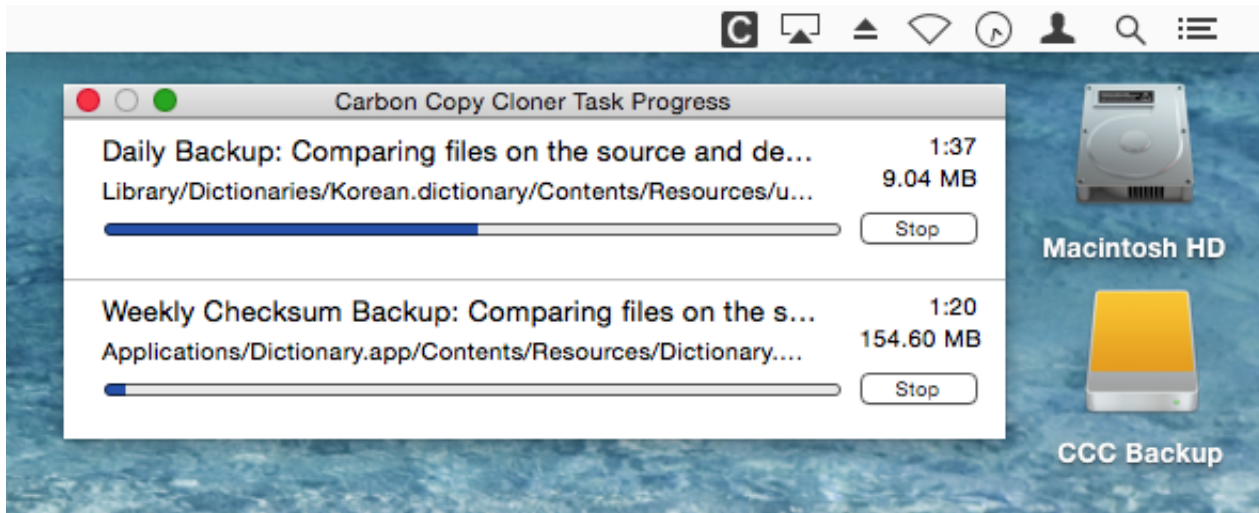 C
Carbon Copy Cloner Task Progress
Daily Backup: Comparing files on the source and de...
1:37
Library/Dictionaries/Korean.dictionary/Contents/Resources/u...
9.04 MB
Stop
Macintosh HD
Weekly Checksum Backup: Comparing files on the s...
1:20
Applications/Dictionary.app/Contents/Resources/Dictionary....
154.60 MB
Stop
CCC Backup